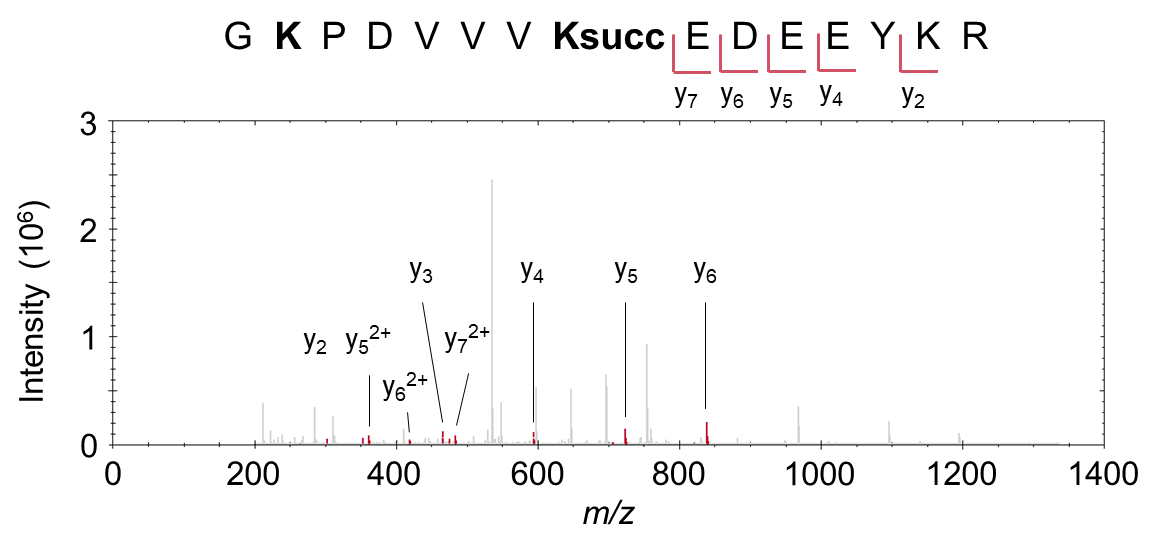 G K P D V V V Ksucc E D E E Y K R
y7 y6 y5 y4 y2
3
2
1
0
Intensity (10⁶)
y3 y4 y5 y6
y2 y5²⁺ y7²⁺
y6²⁺
0 200 400 600 800 1000 1200 1400
m/z